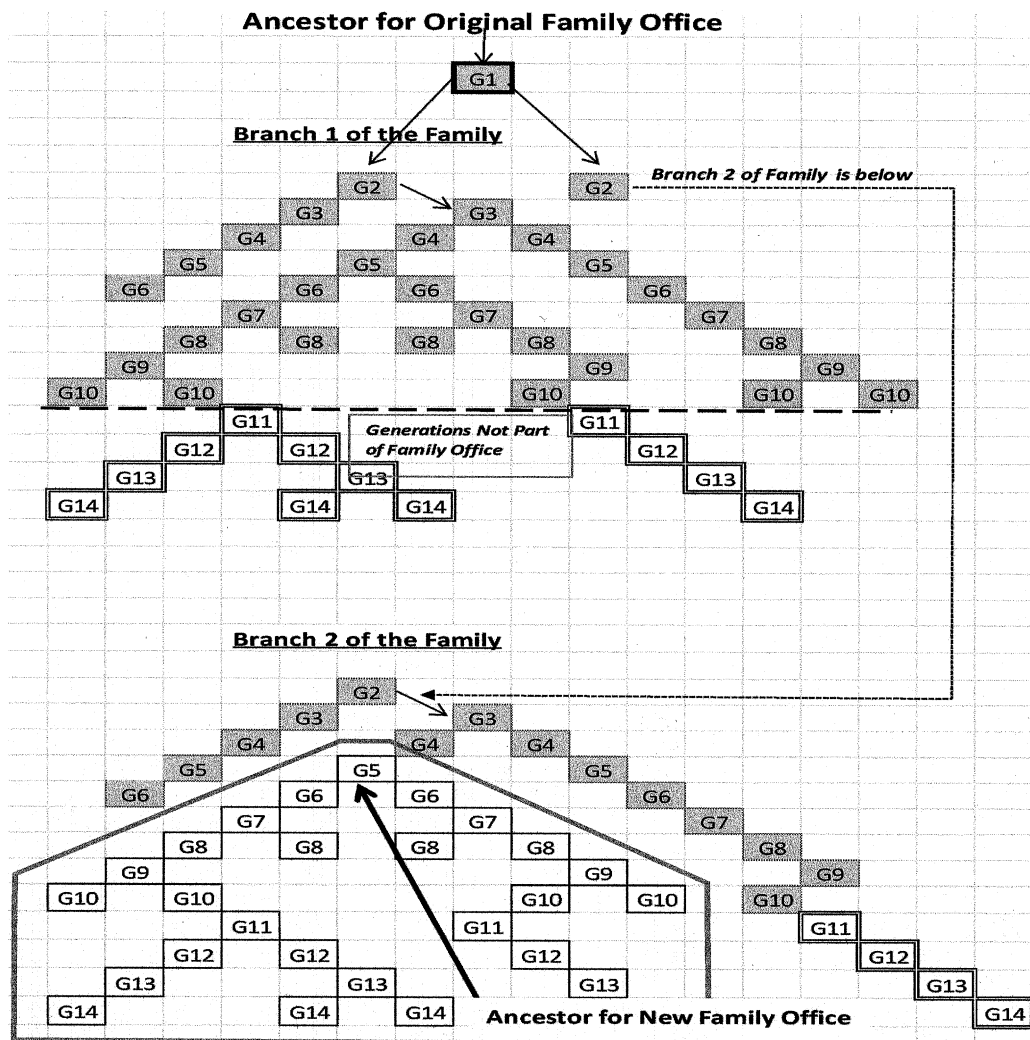 Ancestor for Original Family Office
G1
Branch 1 of the Family
Branch 2 of Family is below
G2 G2
G3 G3
G4 G4 G4
G5 G5 G5
G6 G6 G6 G6
G7 G7 G7
G8 G8 G8 G8 G8
G9 G9 G9
G10 G10 G10 G10 G10
G11 G11
Generations Not Part
of Family Office
G12 G12 G12
G13 G13 G13
G14 G14 G14 G14
Branch 2 of the Family
G2
G3 G3
G4 G4 G4
G5 G5 G5
G6 G6 G6 G6
G7 G7 G7
G8 G8 G8 G8 G8
G9 G9 G9
G10 G10 G10 G10 G10
G11 G11 G11
G12 G12 G12 G12
G13 G13 G13 G13
G14 G14 G14 G14
Ancestor for New Family Office